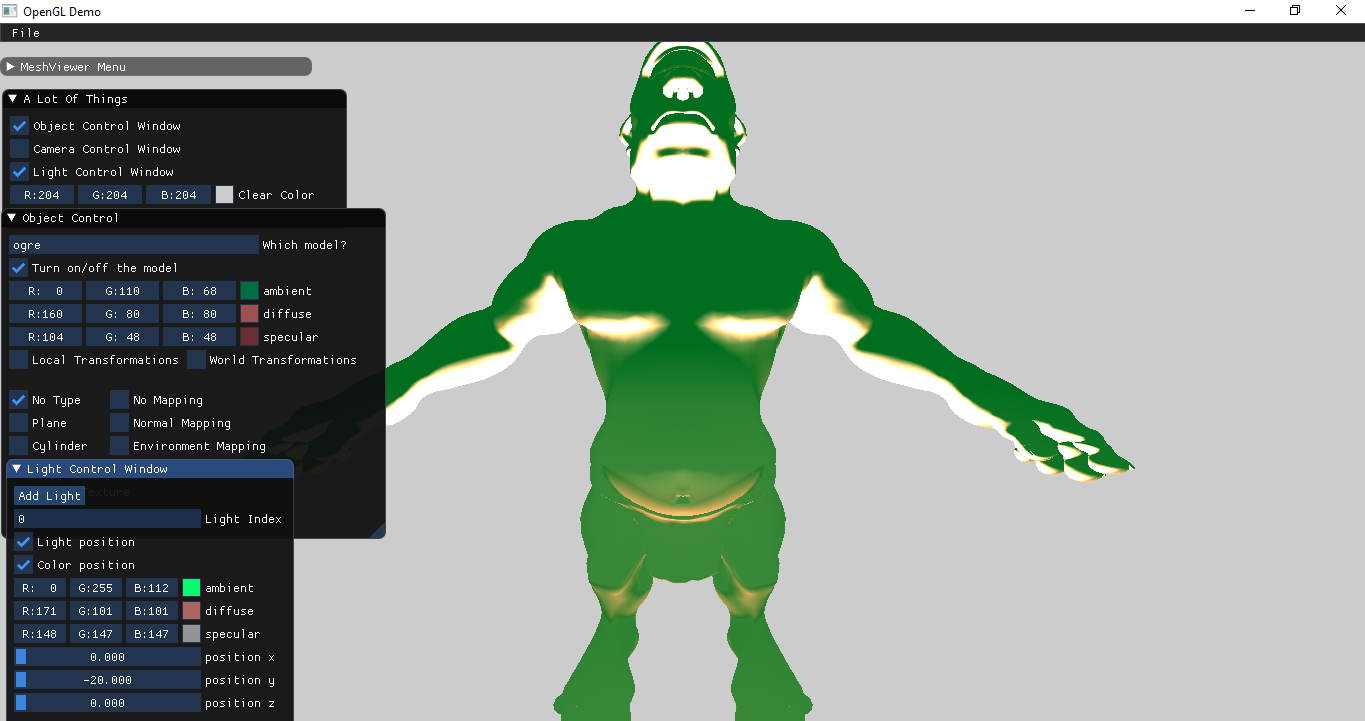 OpenGL Demo
File
MeshViewer Menu
A Lot Of Things
Object Control Window
Camera Control Window
Light Control Window
R:204 G:204 B:204 Clear Color
Object Control
ogre Which model?
Turn on/off the model
R: 0 G:110 B: 68 ambient
R:160 G: 80 B: 80 diffuse
R:104 G: 48 B: 48 specular
Local Transformations World Transformations
No Type No Mapping
Plane Normal Mapping
Cylinder Environment Mapping
Light Control Window
Add Light
0 Light Index
Light position
Color position
R: 0 G:255 B:112 ambient
R:171 G:101 B:101 diffuse
R:148 G:147 B:147 specular
0.000 position x
-20.000 position y
0.000 position z